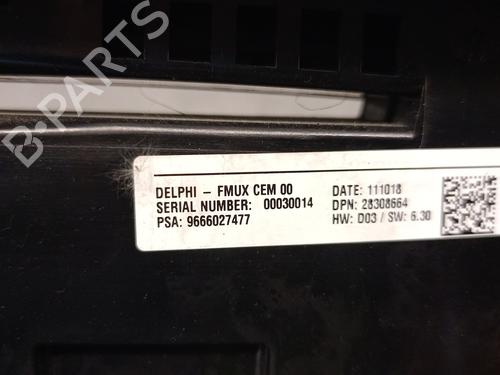 B-PARTS
DELPHI – FMUX CEM 00
SERIAL NUMBER: 00030014
PSA: 9666027477
DATE: 111018
DPN: 28308664
HW: D03 / SW: 6.30